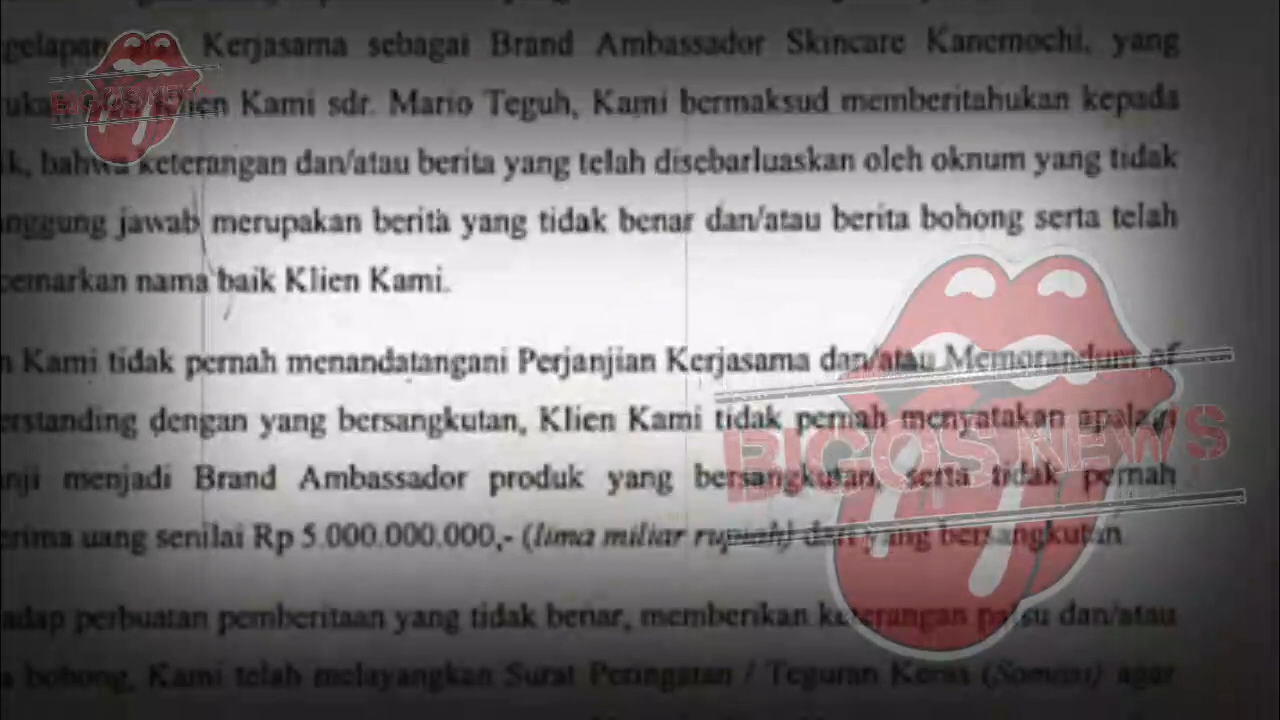 gelapan Kerjasama sebagai Brand Ambassador Skincare Kanemochi, yang
Klien Kami sdr. Mario Teguh, Kami bermaksud memberitahukan kepada
k, bahwa keterangan dan/atau berita yang telah disebarluaskan oleh oknum yang tidak
anggung jawab merupakan berita yang tidak benar dan/atau berita bohong serta telah
cemarkan nama baik Klien Kami.
n Kami tidak pernah menandatangani Perjanjian Kerjasama dan/atau Memorandum of
erstanding dengan yang bersangkutan, Klien Kami tidak pernah menyatakan apalagi
anji menjadi Brand Ambassador produk yang bersangkutan, serta tidak pernah
erima uang senilai Rp 5.000.000.000,- (lima miliar rupiah) dari yang bersangkutan
adap perbuatan pemberitaan yang tidak benar, memberikan keterangan palsu dan/atau
a bohong, Kami telah melayangkan Surat Peringatan / Teguran Keras (Somasi) agar
BIGOS NEWS
BIGOS NEWS